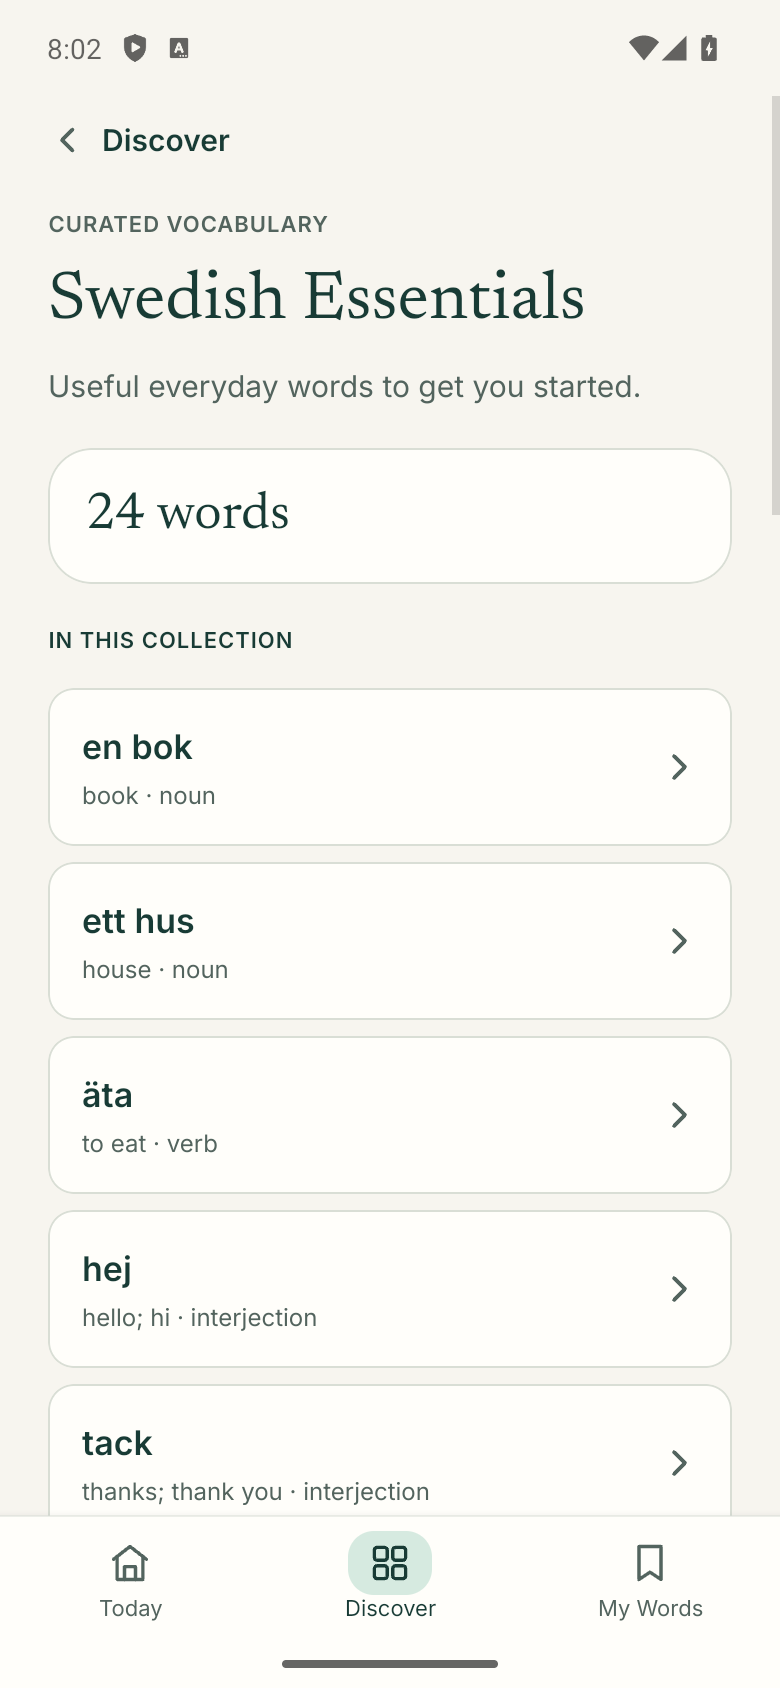 8:02
Discover
CURATED VOCABULARY
Swedish Essentials
Useful everyday words to get you started.
24 words
IN THIS COLLECTION
en bok
book · noun
ett hus
house · noun
äta
to eat · verb
hej
hello; hi · interjection
tack
thanks; thank you · interjection
Today
Discover
My Words